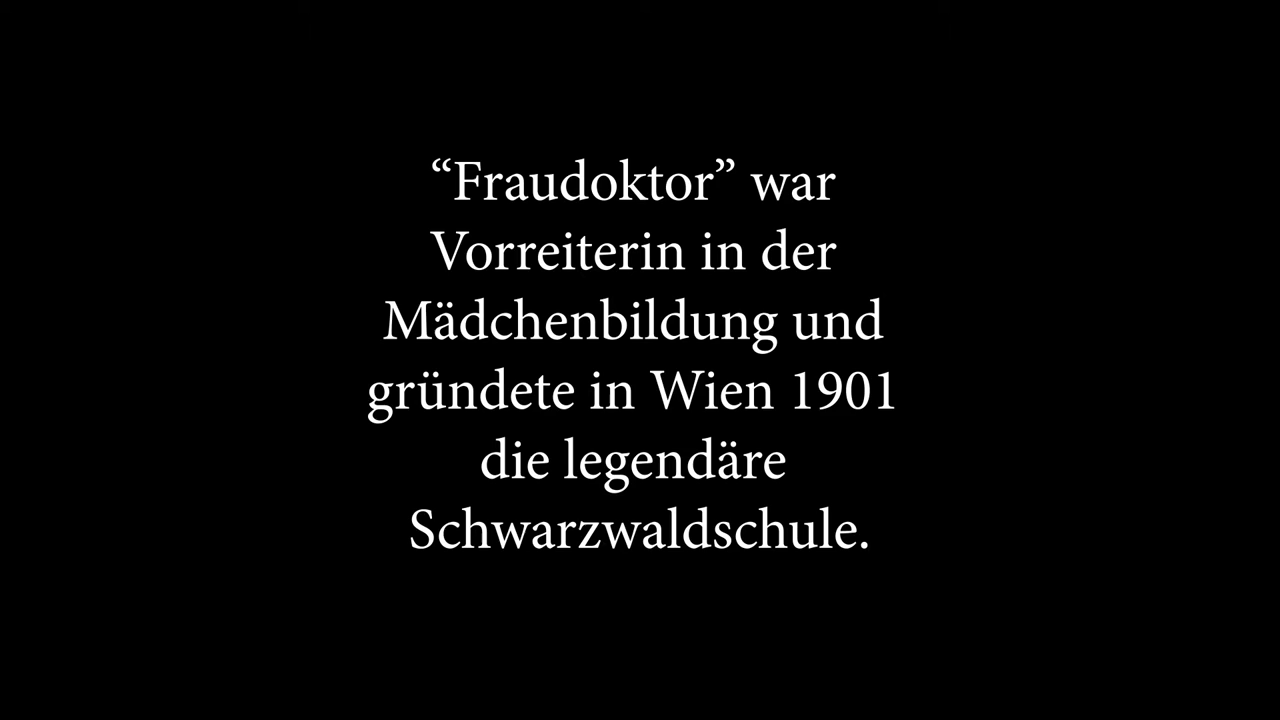 “Fraudoktor” war
Vorreiterin in der
Mädchenbildung und
gründete in Wien 1901
die legendäre
Schwarzwaldschule.